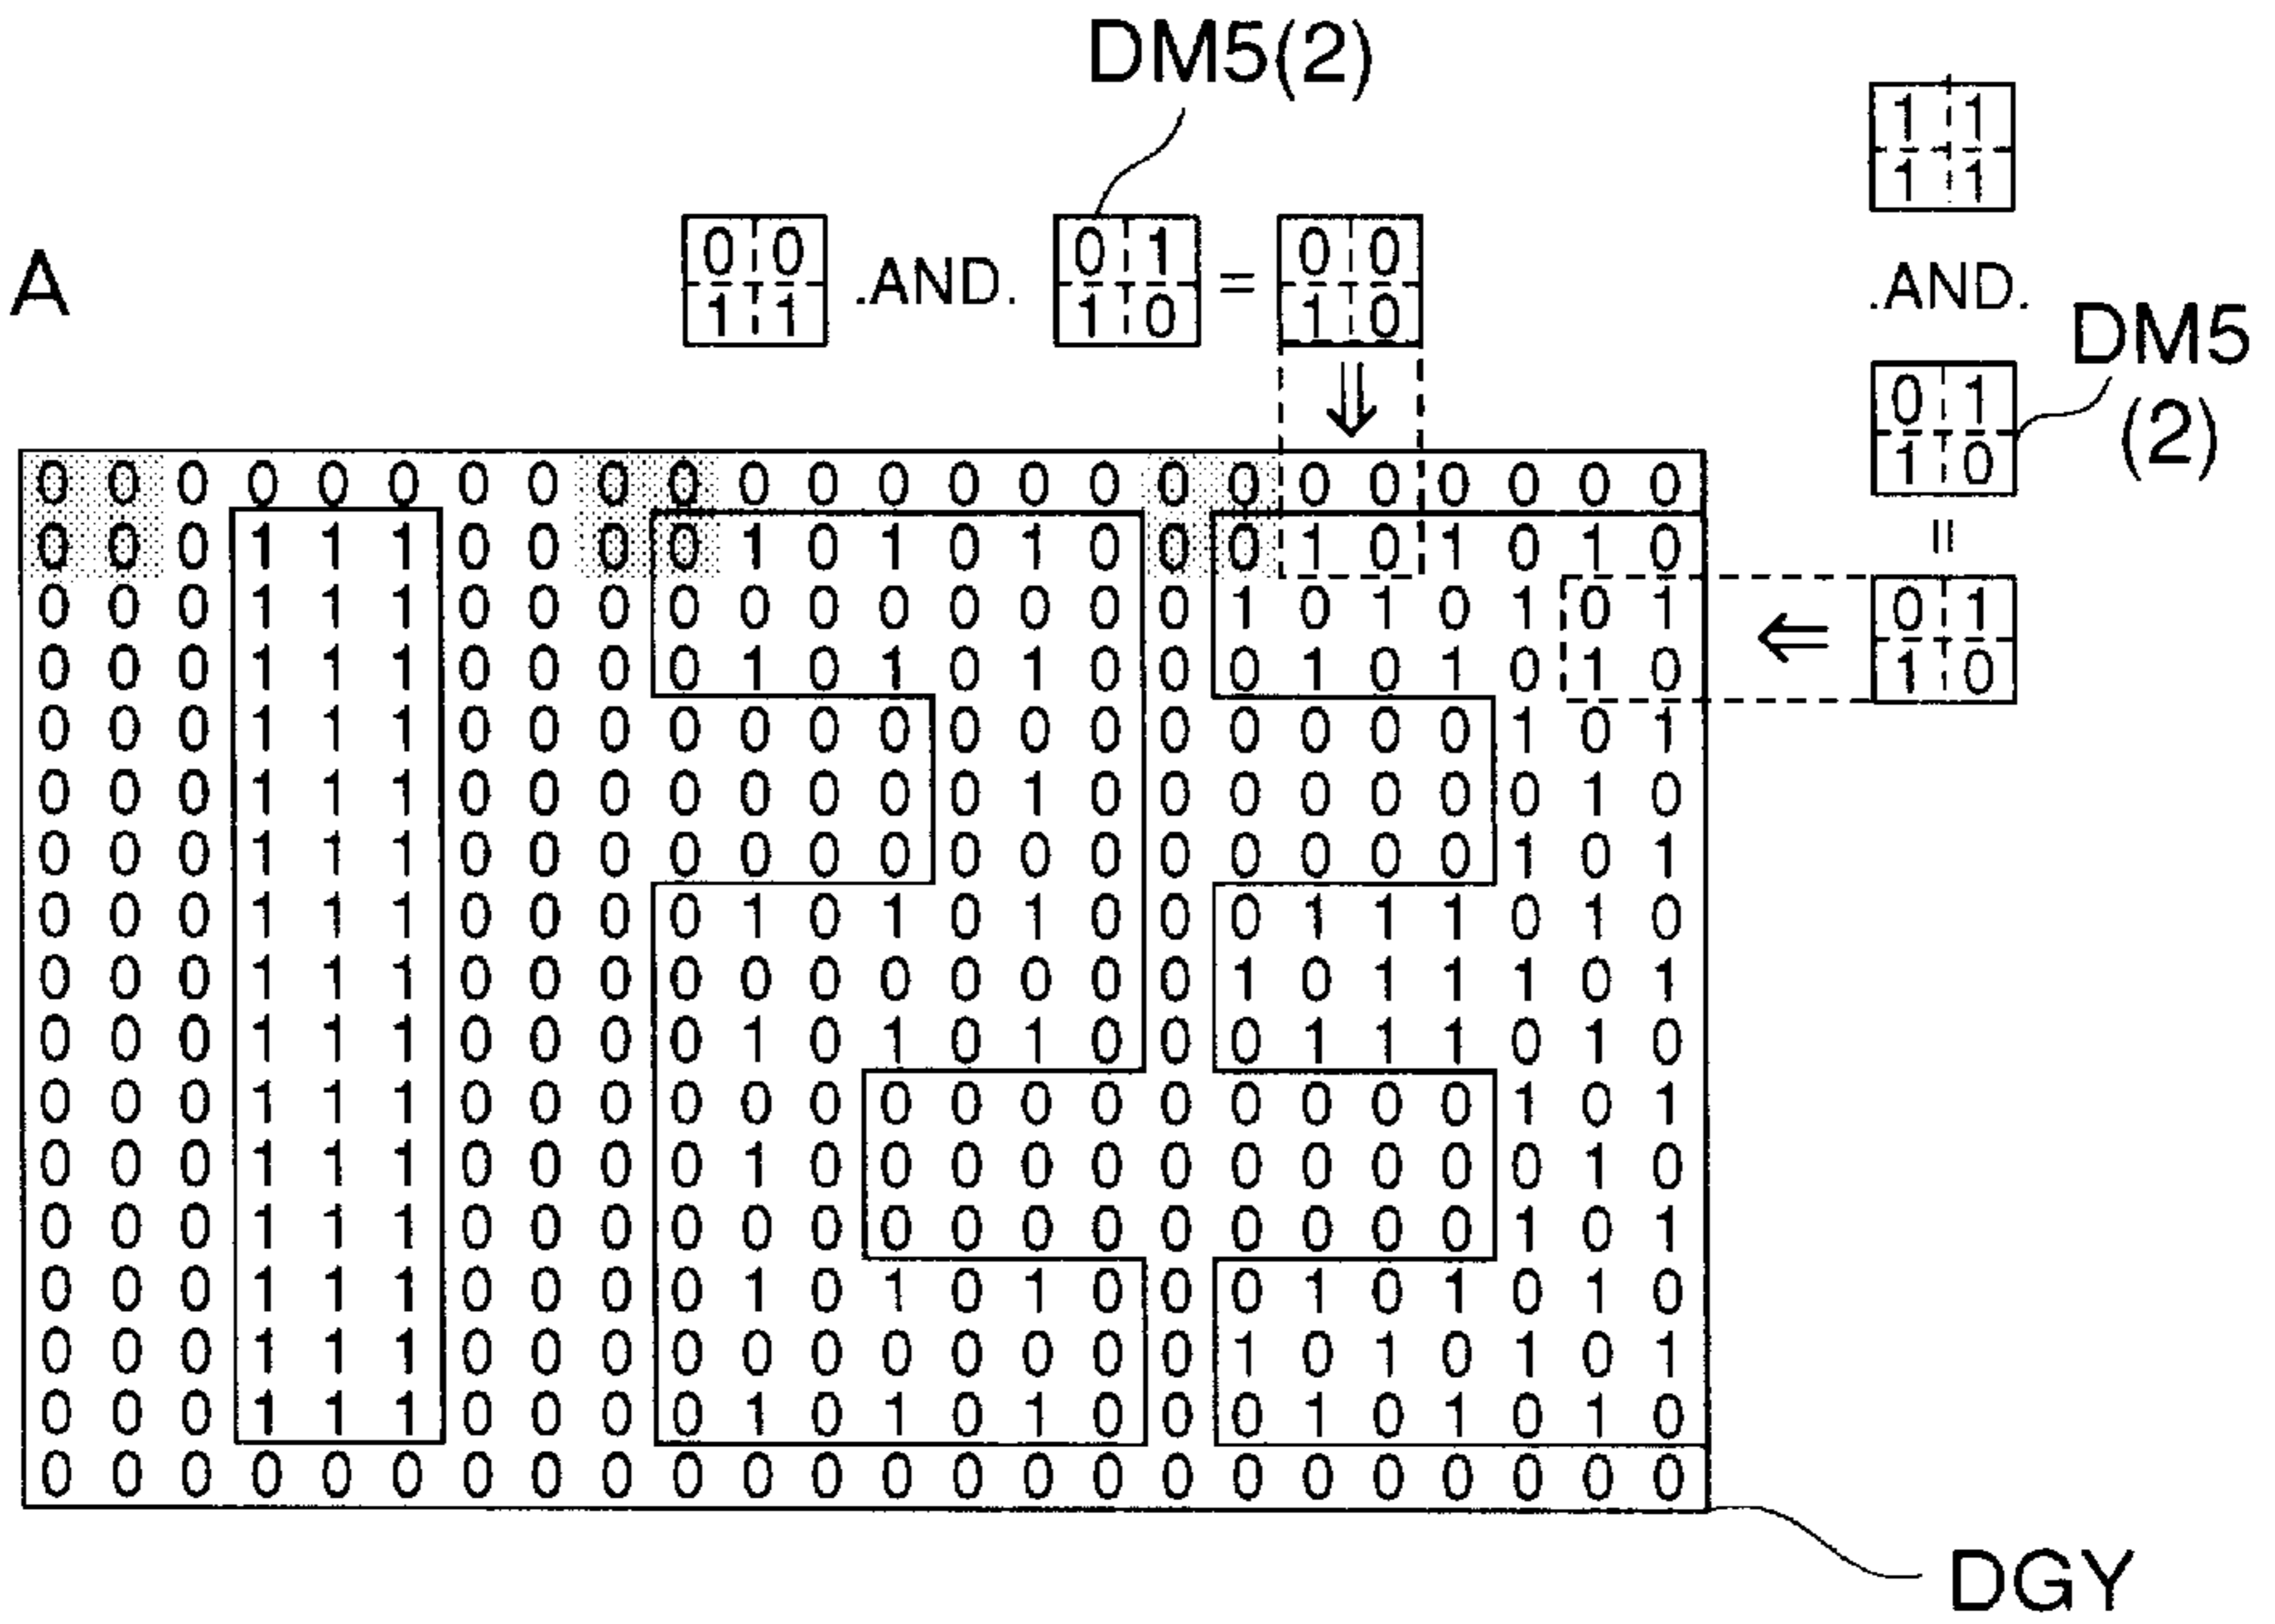 DM5(2)
A
0 0
1 1
.AND.
0 1
1 0
=
0 0
1 0
⇓
1 1
1 1
.AND.
DM5
(2)
0 1
1 0
=
0 1
1 0
⇐
0 0 0 0 0 0 0 0 0 0 0 0 0 0 0 0 0 0 0 0 0 0 0 0
0 0 0 1 1 1 0 0 0 0 1 0 1 0 1 0 0 0 1 0 1 0 1 0
0 0 0 1 1 1 0 0 0 0 0 0 0 0 0 0 0 1 0 1 0 1 0 1
0 0 0 1 1 1 0 0 0 0 1 0 1 0 1 0 0 0 1 0 1 0 1 0
0 0 0 1 1 1 0 0 0 0 0 0 0 0 0 0 0 0 0 0 0 1 0 1
0 0 0 1 1 1 0 0 0 0 0 0 0 0 1 0 0 0 0 0 0 0 1 0
0 0 0 1 1 1 0 0 0 0 0 0 0 0 0 0 0 0 0 0 0 1 0 1
0 0 0 1 1 1 0 0 0 0 1 0 1 0 1 0 0 0 1 1 1 0 1 0
0 0 0 1 1 1 0 0 0 0 0 0 0 0 0 0 0 1 0 1 1 1 0 1
0 0 0 1 1 1 0 0 0 0 1 0 1 0 1 0 0 0 1 1 1 0 1 0
0 0 0 1 1 1 0 0 0 0 0 0 0 0 0 0 0 0 0 0 0 1 0 1
0 0 0 1 1 1 0 0 0 0 1 0 0 0 0 0 0 0 0 0 0 0 1 0
0 0 0 1 1 1 0 0 0 0 0 0 0 0 0 0 0 0 0 0 0 1 0 1
0 0 0 1 1 1 0 0 0 0 1 0 1 0 1 0 0 0 1 0 1 0 1 0
0 0 0 1 1 1 0 0 0 0 0 0 0 0 0 0 0 1 0 1 0 1 0 1
0 0 0 1 1 1 0 0 0 0 1 0 1 0 1 0 0 0 1 0 1 0 1 0
0 0 0 0 0 0 0 0 0 0 0 0 0 0 0 0 0 0 0 0 0 0 0 0
DGY